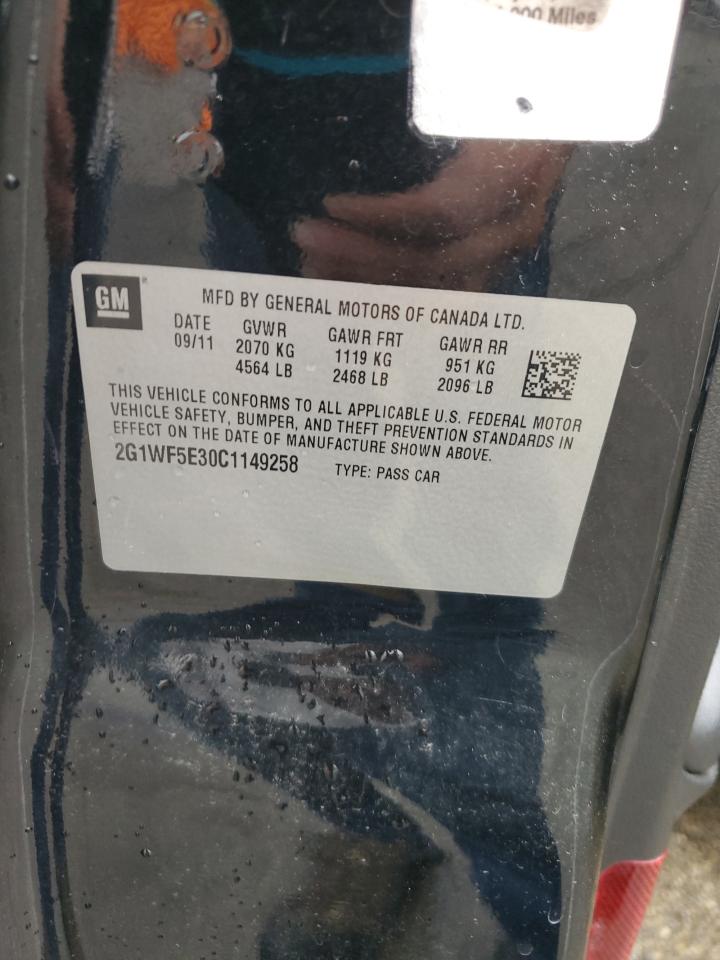 000 Miles
GM
MFD BY GENERAL MOTORS OF CANADA LTD.
DATE GVWR GAWR FRT GAWR RR
09/11 2070 KG 1119 KG 951 KG
4564 LB 2468 LB 2096 LB
THIS VEHICLE CONFORMS TO ALL APPLICABLE U.S. FEDERAL MOTOR
VEHICLE SAFETY, BUMPER, AND THEFT PREVENTION STANDARDS IN
EFFECT ON THE DATE OF MANUFACTURE SHOWN ABOVE.
2G1WF5E30C1149258 TYPE: PASS CAR